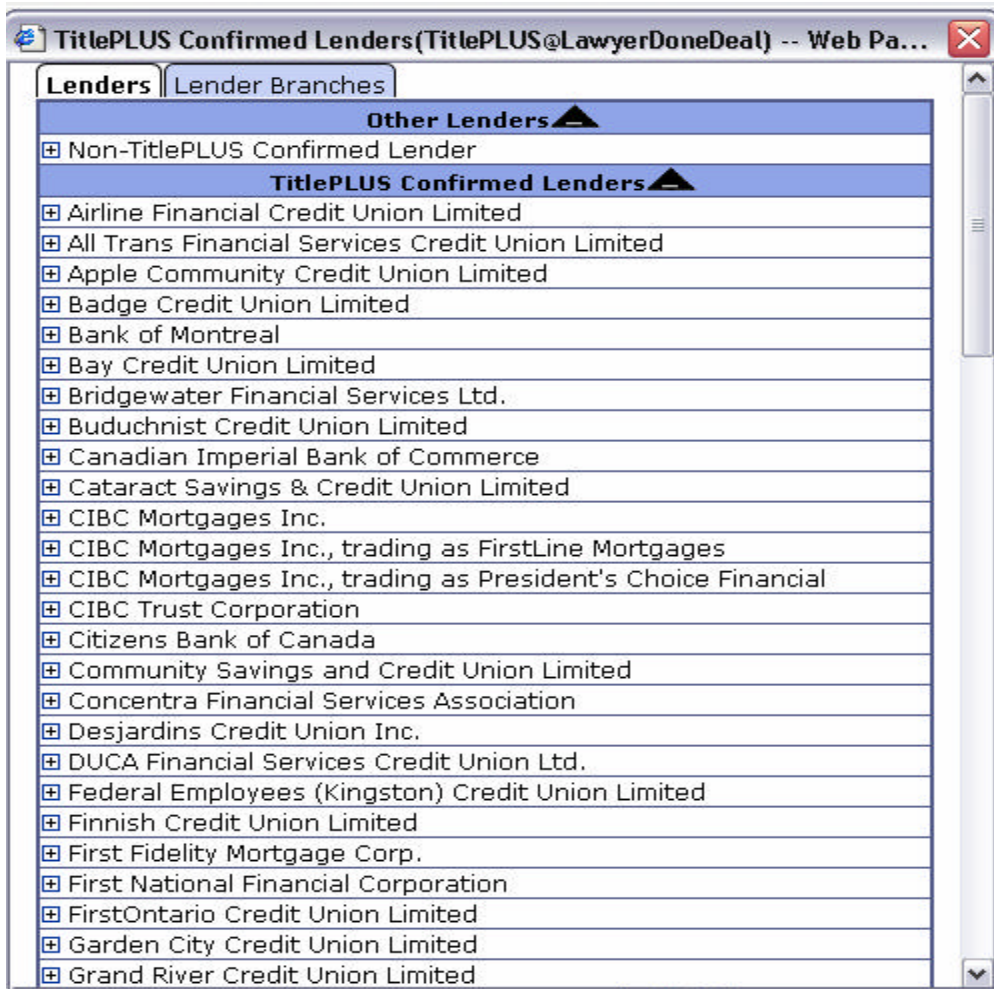 TitlePLUS Confirmed Lenders(TitlePLUS@LawyerDoneDeal) -- Web Pa...
Lenders Lender Branches
Other Lenders
Non-TitlePLUS Confirmed Lender
TitlePLUS Confirmed Lenders
Airline Financial Credit Union Limited
All Trans Financial Services Credit Union Limited
Apple Community Credit Union Limited
Badge Credit Union Limited
Bank of Montreal
Bay Credit Union Limited
Bridgewater Financial Services Ltd.
Buduchnist Credit Union Limited
Canadian Imperial Bank of Commerce
Cataract Savings & Credit Union Limited
CIBC Mortgages Inc.
CIBC Mortgages Inc., trading as FirstLine Mortgages
CIBC Mortgages Inc., trading as President's Choice Financial
CIBC Trust Corporation
Citizens Bank of Canada
Community Savings and Credit Union Limited
Concentra Financial Services Association
Desjardins Credit Union Inc.
DUCA Financial Services Credit Union Ltd.
Federal Employees (Kingston) Credit Union Limited
Finnish Credit Union Limited
First Fidelity Mortgage Corp.
First National Financial Corporation
FirstOntario Credit Union Limited
Garden City Credit Union Limited
Grand River Credit Union Limited